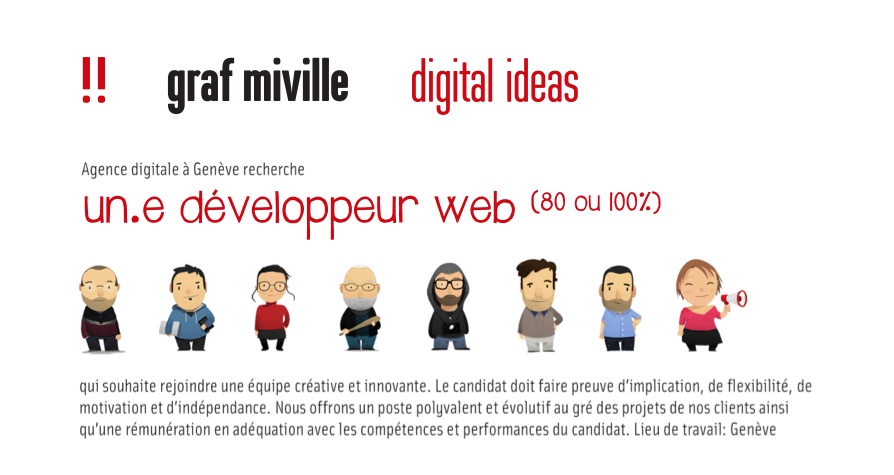 !! graf miville digital ideas
Agence digitale à Genève recherche
un.e développeur web (80 ou 100%)
qui souhaite rejoindre une équipe créative et innovante. Le candidat doit faire preuve d'implication, de flexibilité, de
motivation et d'indépendance. Nous offrons un poste polyvalent et évolutif au gré des projets de nos clients ainsi
qu'une rémunération en adéquation avec les compétences et performances du candidat. Lieu de travail: Genève